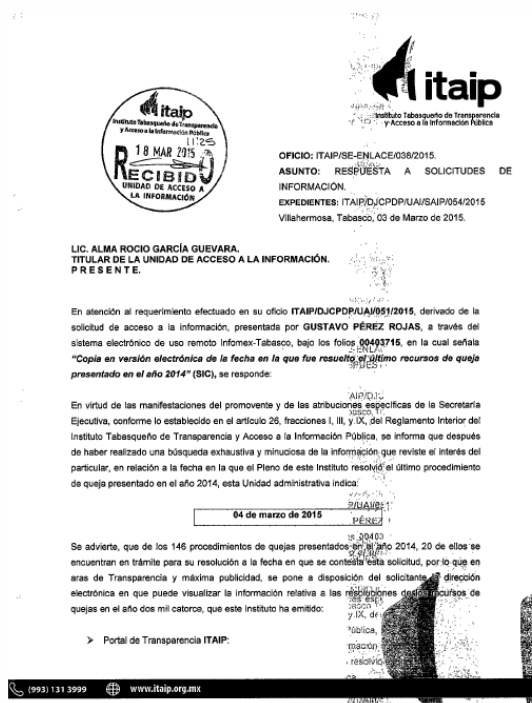 itaip
Instituto Tabasqueño de Transparencia
y Acceso a la Información Pública
itaip
Instituto Tabasqueño de Transparencia
y Acceso a la Información Pública
11:25
18 MAR 2015
RECIBIDO
UNIDAD DE ACCESO A
LA INFORMACIÓN
OFICIO: ITAIP/SE-ENLACE/038/2015.
ASUNTO: RESPUESTA A SOLICITUDES DE
INFORMACIÓN.
EXPEDIENTES: ITAIP/DJCPDP/UAI/SAIP/054/2015
Villahermosa, Tabasco, 03 de Marzo de 2015.
LIC. ALMA ROCIO GARCÍA GUEVARA.
TITULAR DE LA UNIDAD DE ACCESO A LA INFORMACIÓN.
P R E S E N T E.
En atención al requerimiento efectuado en su oficio ITAIP/DJCPDP/UAI/051/2015, derivado de la
solicitud de acceso a la información, presentada por GUSTAVO PÉREZ ROJAS, a través del
sistema electrónico de uso remoto Infomex-Tabasco, bajo los folios 00403715, en la cual señala
"Copia en versión electrónica de la fecha en la que fue resuelto el último recursos de queja
presentado en el año 2014" (SIC), se responde:
En virtud de las manifestaciones del promovente y de las atribuciones específicas de la Secretaría
Ejecutiva, conforme lo establecido en el artículo 26, fracciones I, III, y IX, del Reglamento Interior del
Instituto Tabasqueño de Transparencia y Acceso a la Información Pública, se informa que después
de haber realizado una búsqueda exhaustiva y minuciosa de la información que reviste el interés del
particular, en relación a la fecha en la que el Pleno de este Instituto resolvió el último procedimiento
de queja presentado en el año 2014, esta Unidad administrativa indica:
04 de marzo de 2015
PÉREZ
Se advierte, que de los 146 procedimientos de quejas presentados en el año 2014, 20 de ellos se
encuentran en trámite para su resolución a la fecha en que se contesta esta solicitud, por lo que en
aras de Transparencia y máxima publicidad, se pone a disposición del solicitante la dirección
electrónica en que puede visualizar la información relativa a las resoluciones de los recursos de
quejas en el año dos mil catorce, que este Instituto ha emitido:
➢ Portal de Transparencia ITAIP:
(993) 131 3999 www.itaip.org.mx